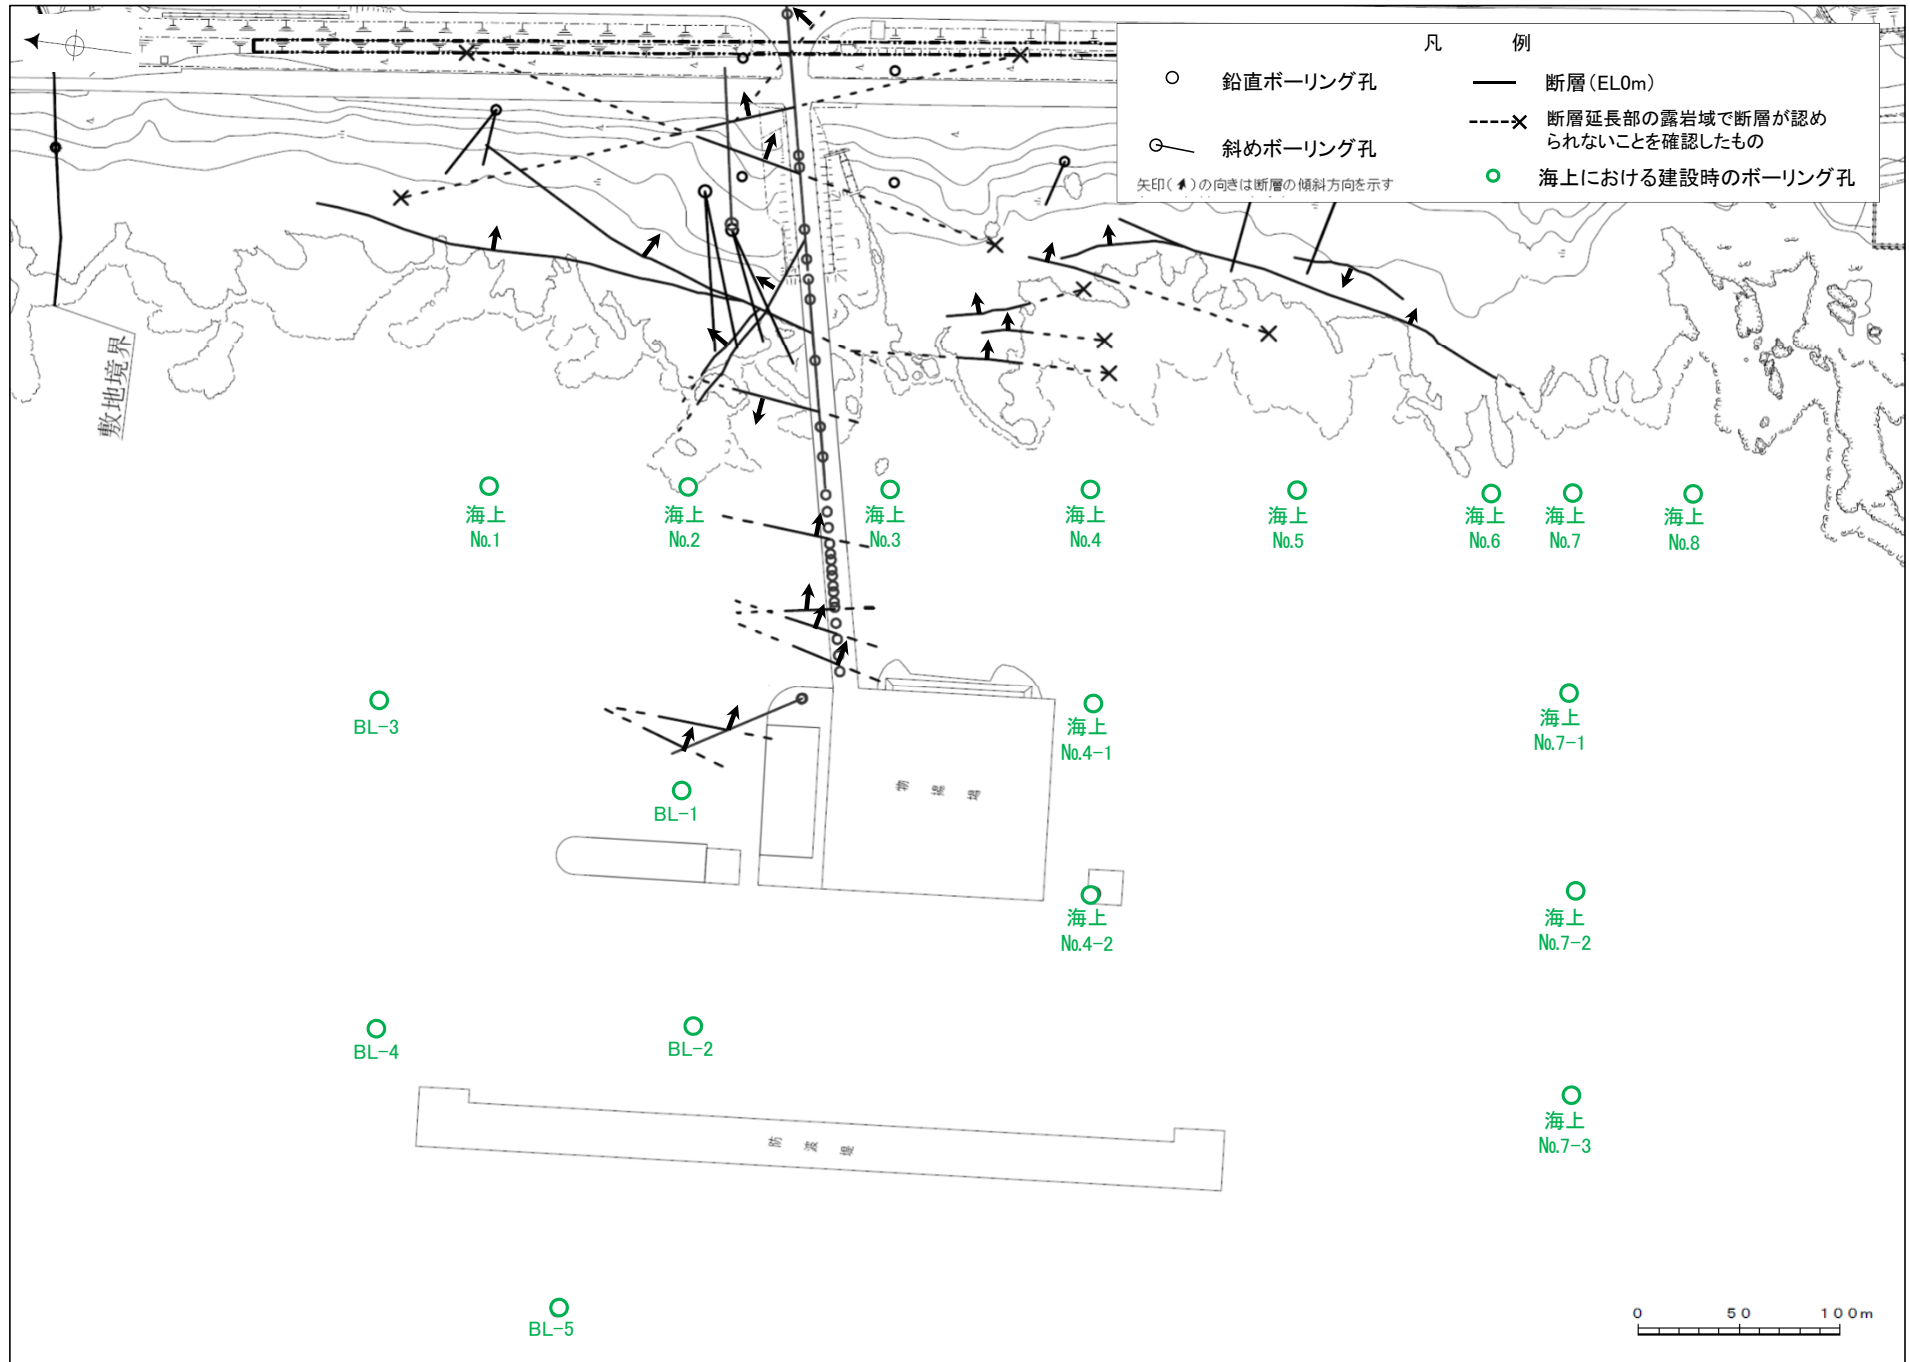 凡 例
鉛直ボーリング孔
断層(EL0m)
断層延長部の露岩域で断層が認め
られないことを確認したもの
斜めボーリング孔
矢印( )の向きは断層の傾斜方向を示す
海上における建設時のボーリング孔
敷地境界
海上
No.1
海上
No.2
海上
No.3
海上
No.4
海上
No.5
海上
No.6
海上
No.7
海上
No.8
BL-3
海上
No.4-1
海上
No.7-1
BL-1
物 揚 場
海上
No.4-2
海上
No.7-2
BL-4
BL-2
海上
No.7-3
防 波 堤
BL-5
0 50 100m